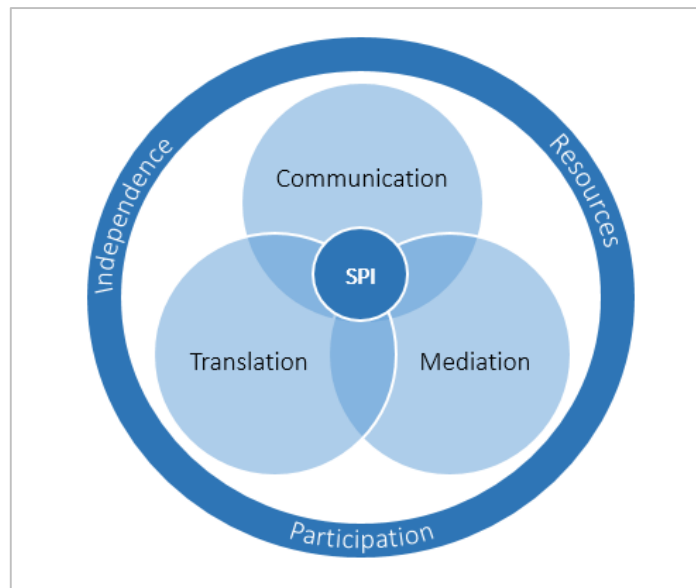 Communication
Independence
Resources
SPI
Translation
Mediation
Participation